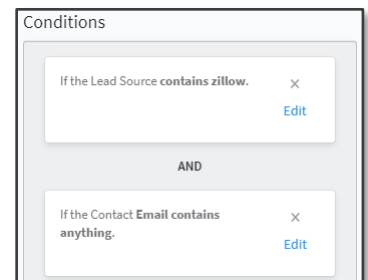 Conditions
If the Lead Source contains zillow.
×
Edit
AND
If the Contact Email contains
anything.
×
Edit